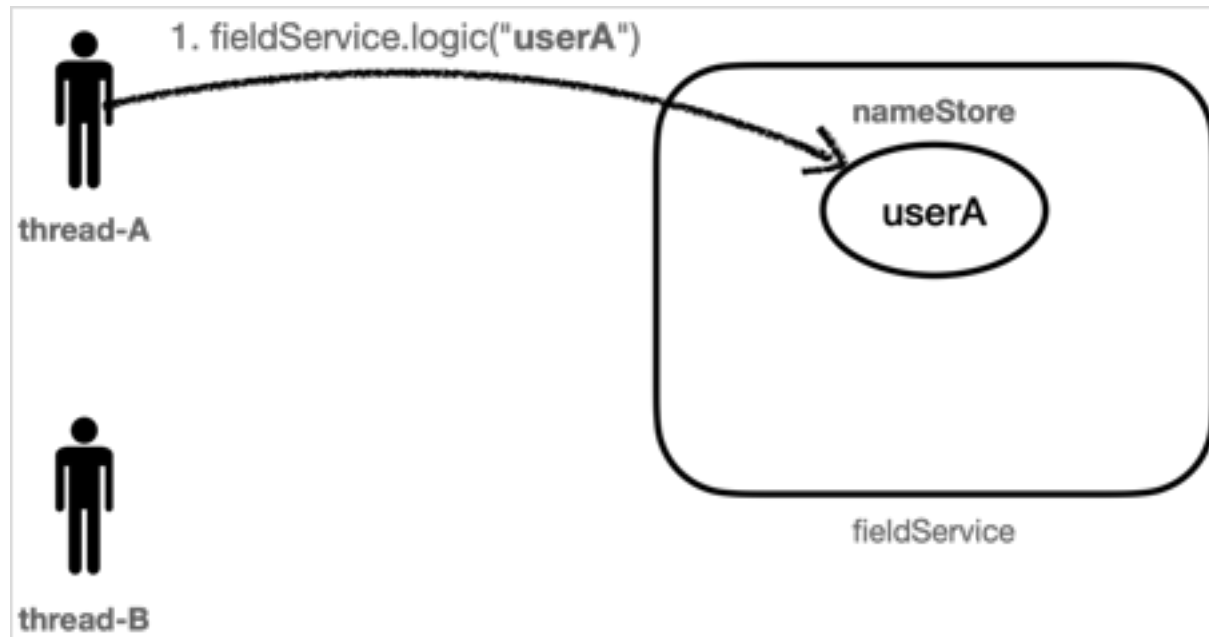 1. fieldService.logic("userA")
nameStore
userA
thread-A
fieldService
thread-B